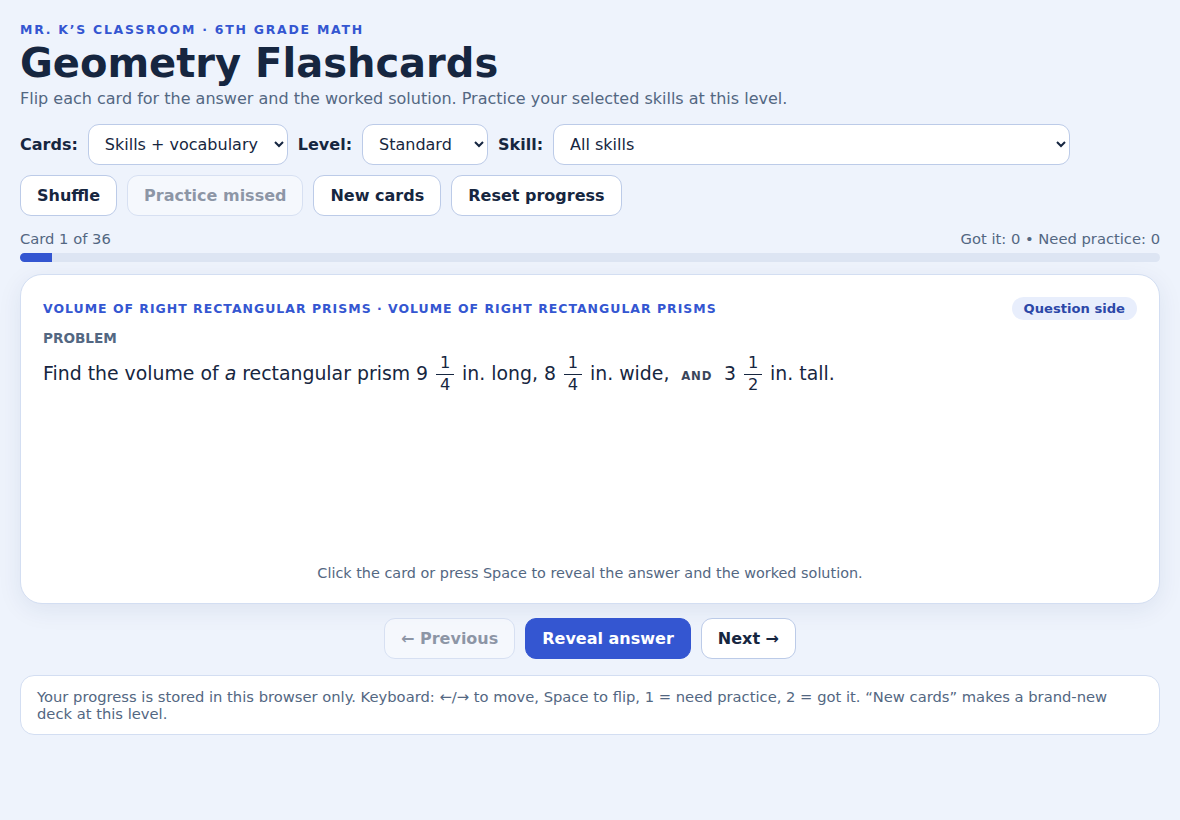 MR. K’S CLASSROOM · 6TH GRADE MATH
Geometry Flashcards
Flip each card for the answer and the worked solution. Practice your selected skills at this level.
Cards: Skills + vocabulary Level: Standard Skill: All skills
Shuffle Practice missed New cards Reset progress
Card 1 of 36 Got it: 0 • Need practice: 0
VOLUME OF RIGHT RECTANGULAR PRISMS · VOLUME OF RIGHT RECTANGULAR PRISMS Question side
PROBLEM
Find the volume of a rectangular prism 9 1/4 in. long, 8 1/4 in. wide, AND 3 1/2 in. tall.
Click the card or press Space to reveal the answer and the worked solution.
← Previous Reveal answer Next →
Your progress is stored in this browser only. Keyboard: ←/→ to move, Space to flip, 1 = need practice, 2 = got it. “New cards” makes a brand-new
deck at this level.